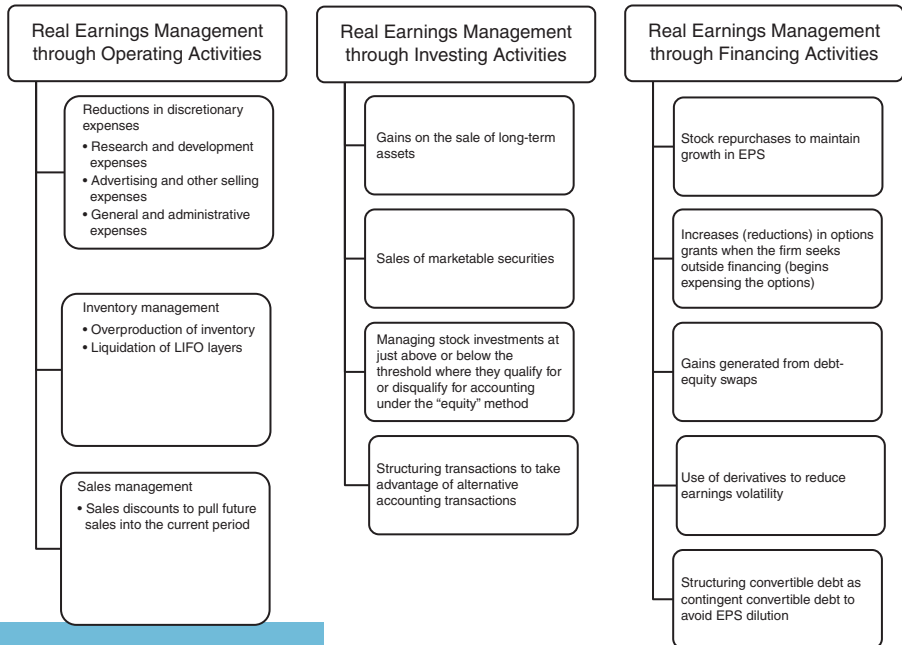 Real Earnings Management
through Operating Activities
Reductions in discretionary
expenses
• Research and development
expenses
• Advertising and other selling
expenses
• General and administrative
expenses
Inventory management
• Overproduction of inventory
• Liquidation of LIFO layers
Sales management
• Sales discounts to pull future
sales into the current period
Real Earnings Management
through Investing Activities
Gains on the sale of long-term
assets
Sales of marketable securities
Managing stock investments at
just above or below the
threshold where they qualify for
or disqualify for accounting
under the “equity” method
Structuring transactions to take
advantage of alternative
accounting transactions
Real Earnings Management
through Financing Activities
Stock repurchases to maintain
growth in EPS
Increases (reductions) in options
grants when the firm seeks
outside financing (begins
expensing the options)
Gains generated from debt-
equity swaps
Use of derivatives to reduce
earnings volatility
Structuring convertible debt as
contingent convertible debt to
avoid EPS dilution